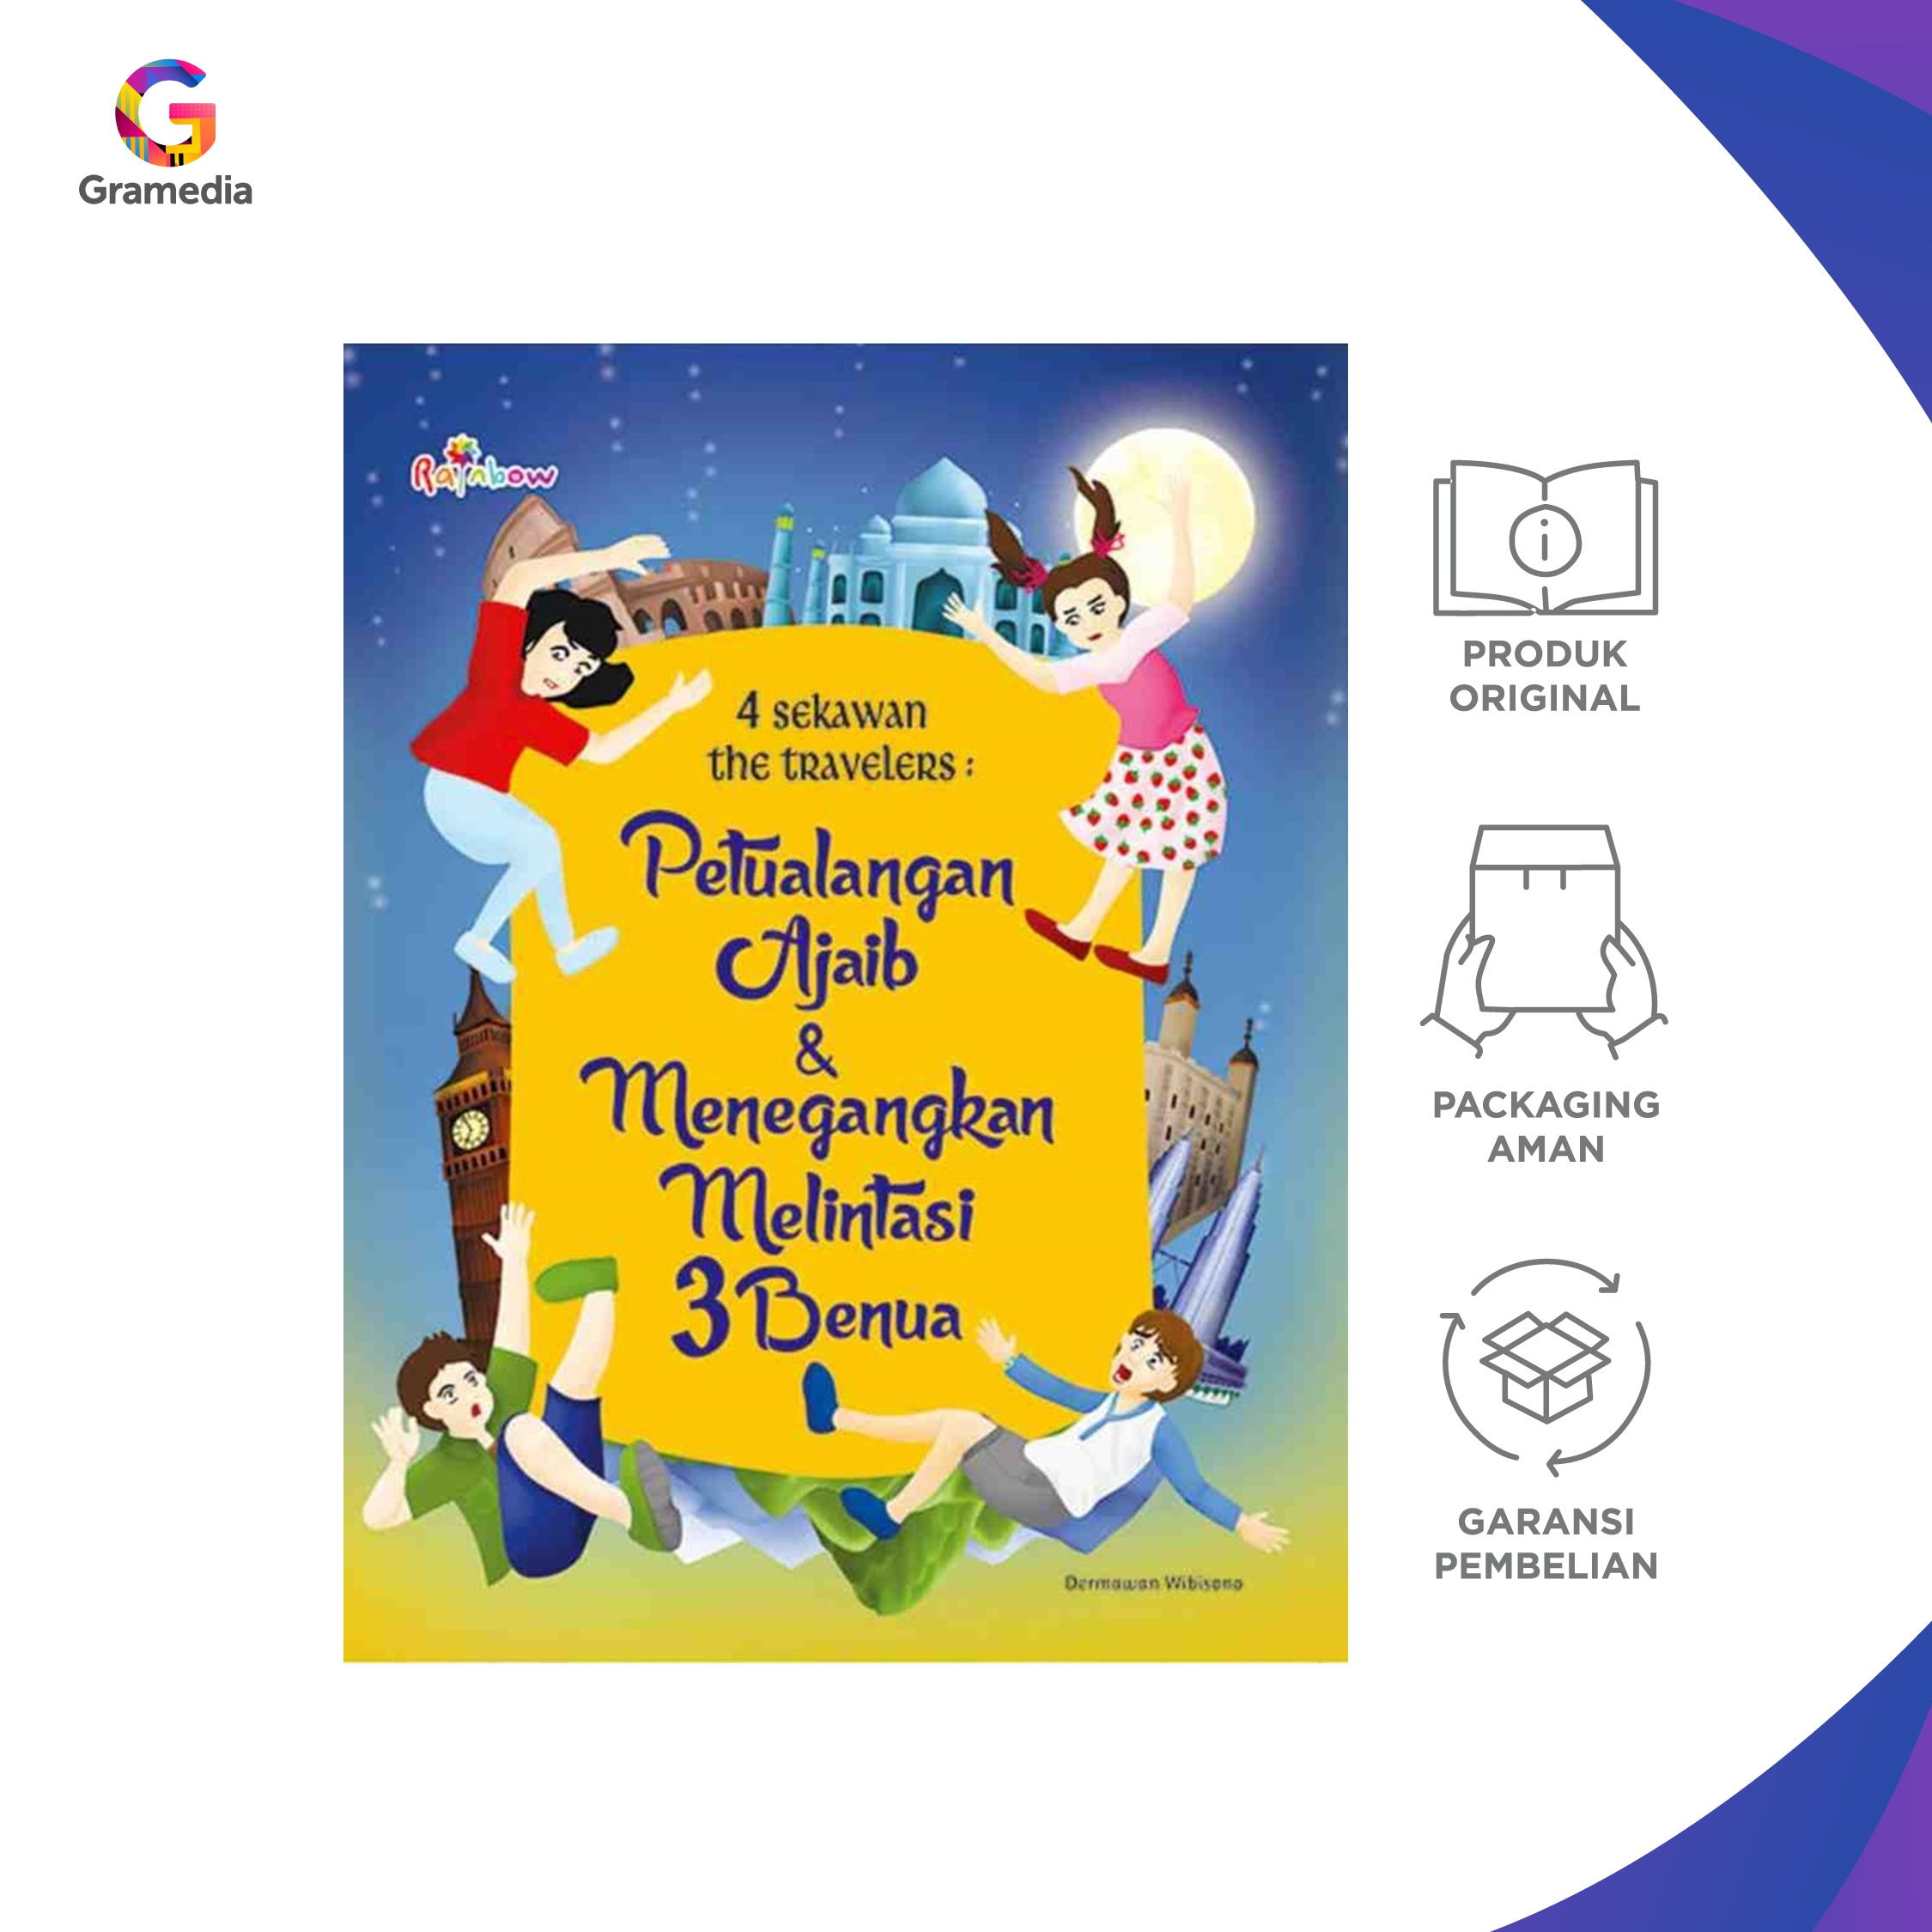 Gramedia
Rainbow
4 sekawan
the travelers :
Petualangan
Ajaib
&
Menegangkan
Melintasi
3 Benua
Dermawan Wibisono
PRODUK
ORIGINAL
PACKAGING
AMAN
GARANSI
PEMBELIAN